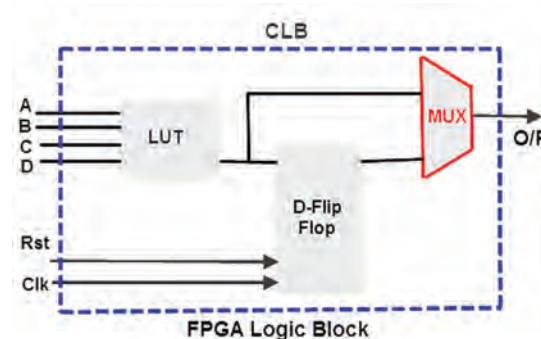 CLB
A
B
C
D
LUT
MUX
O/P
D-Flip
Flop
Rst
Clk
FPGA Logic Block